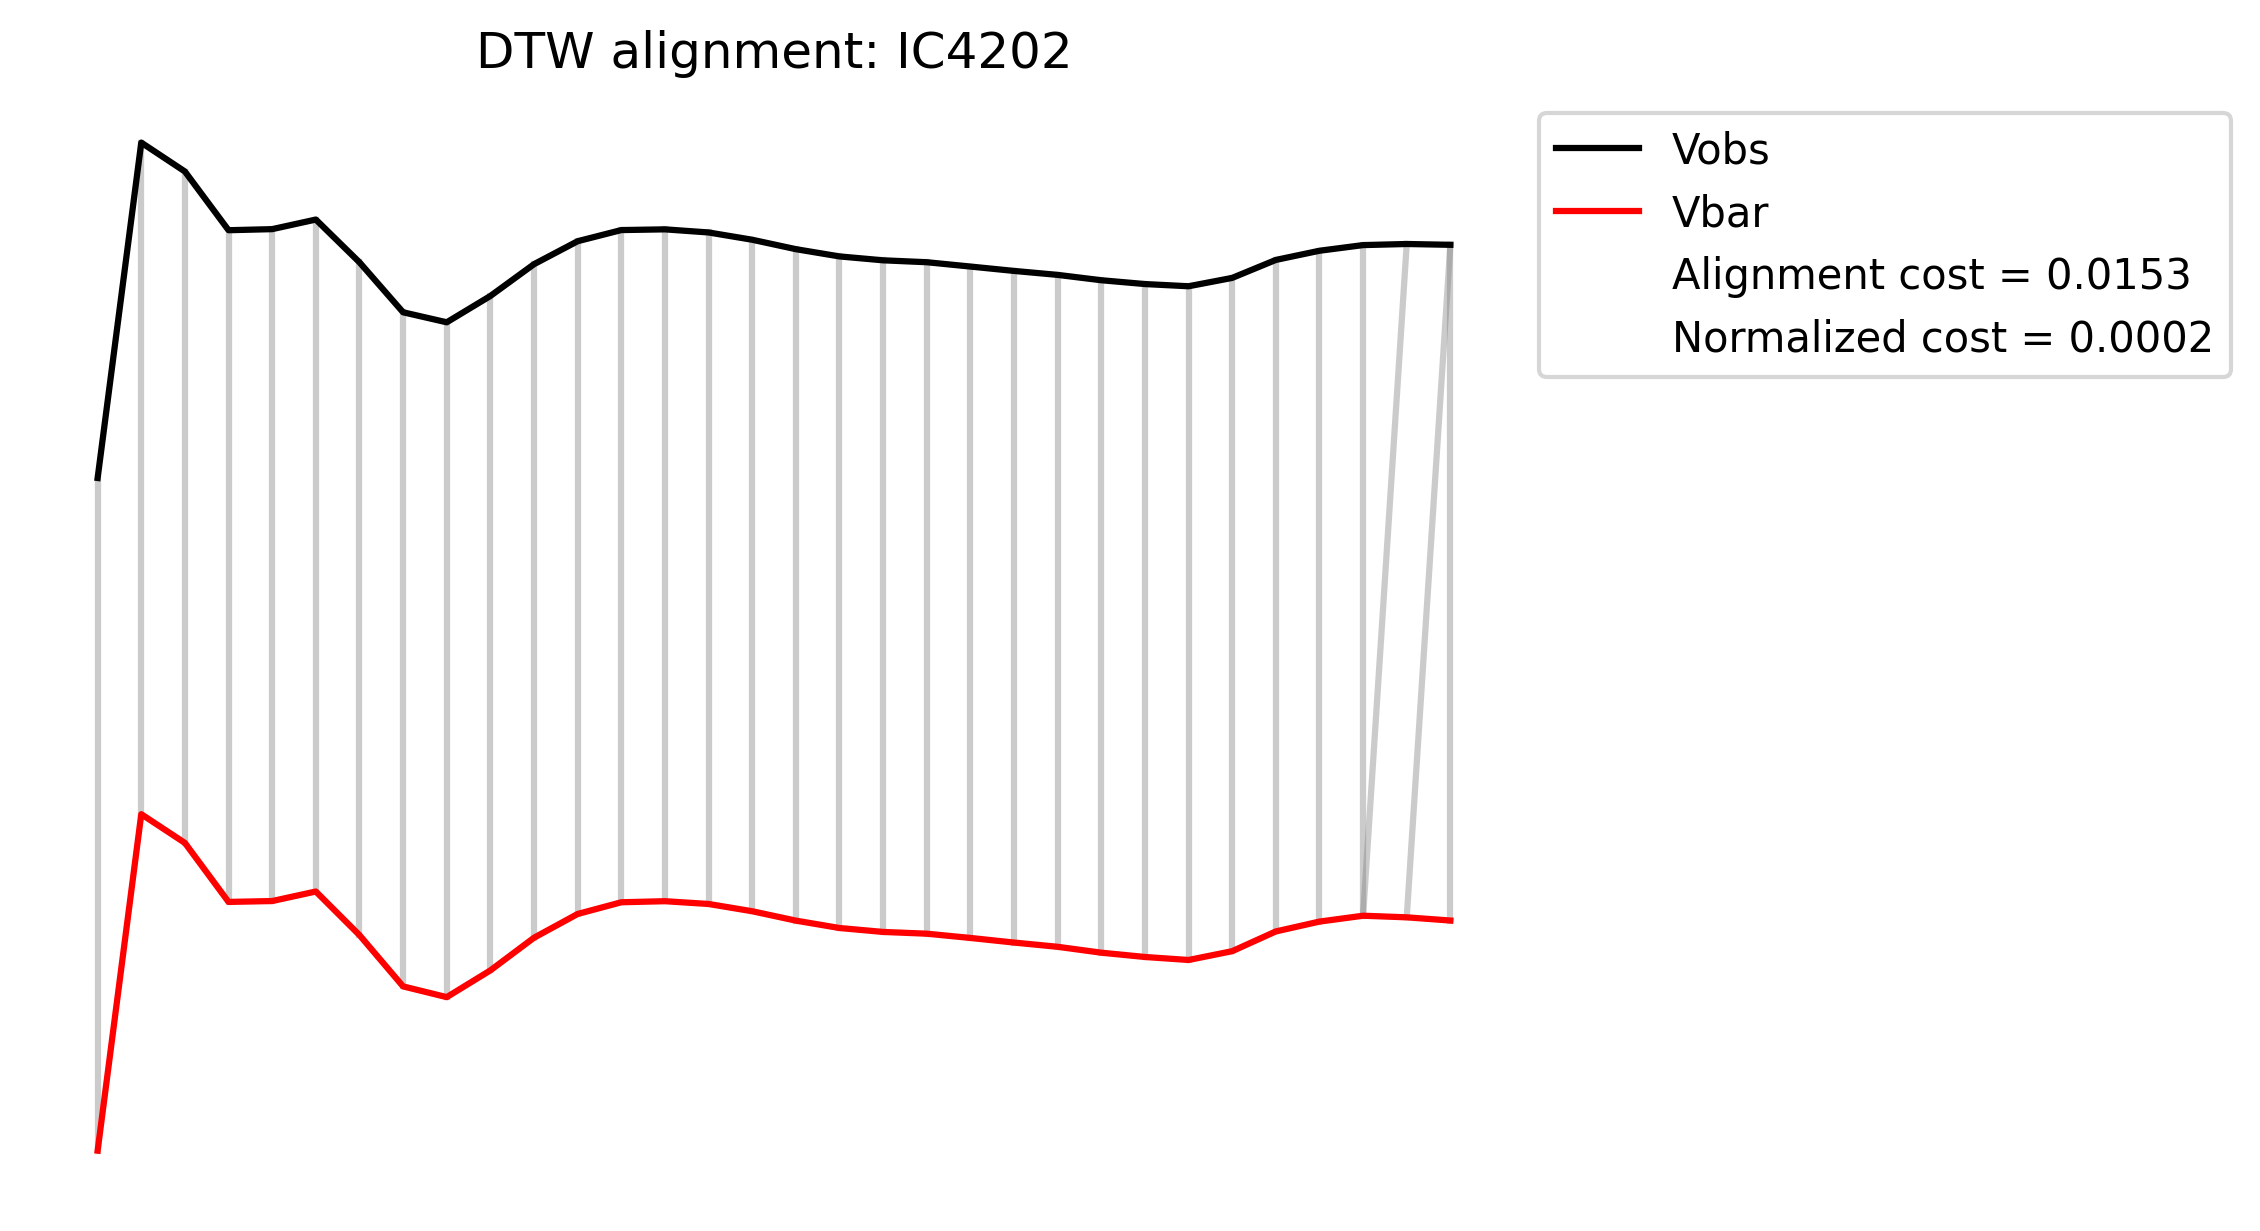 DTW alignment: IC4202
Vobs
Vbar
Alignment cost = 0.0153
Normalized cost = 0.0002